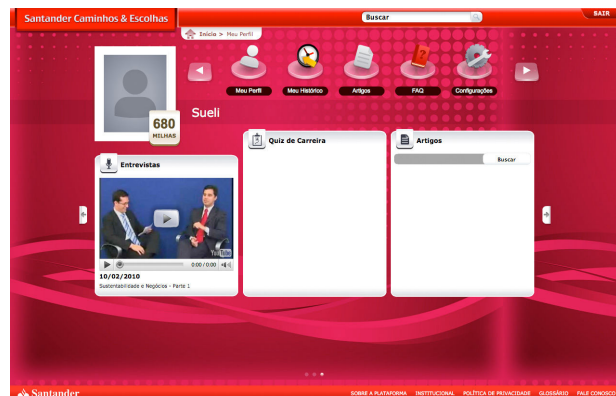 Santander Caminhos & Escolhas
Buscar
SAIR
Início > Meu Perfil
Meu Perfil
Meu Histórico
Artigos
FAQ
Configurações
680
MILHAS
Sueli
Entrevistas
YouTube
0:00 / 0:00
10/02/2010
Sustentabilidade e Negócios - Parte 1
Quiz de Carreira
Artigos
Buscar
Santander
SOBRE A PLATAFORMA INSTITUCIONAL POLÍTICA DE PRIVACIDADE GLOSSÁRIO FALE CONOSCO